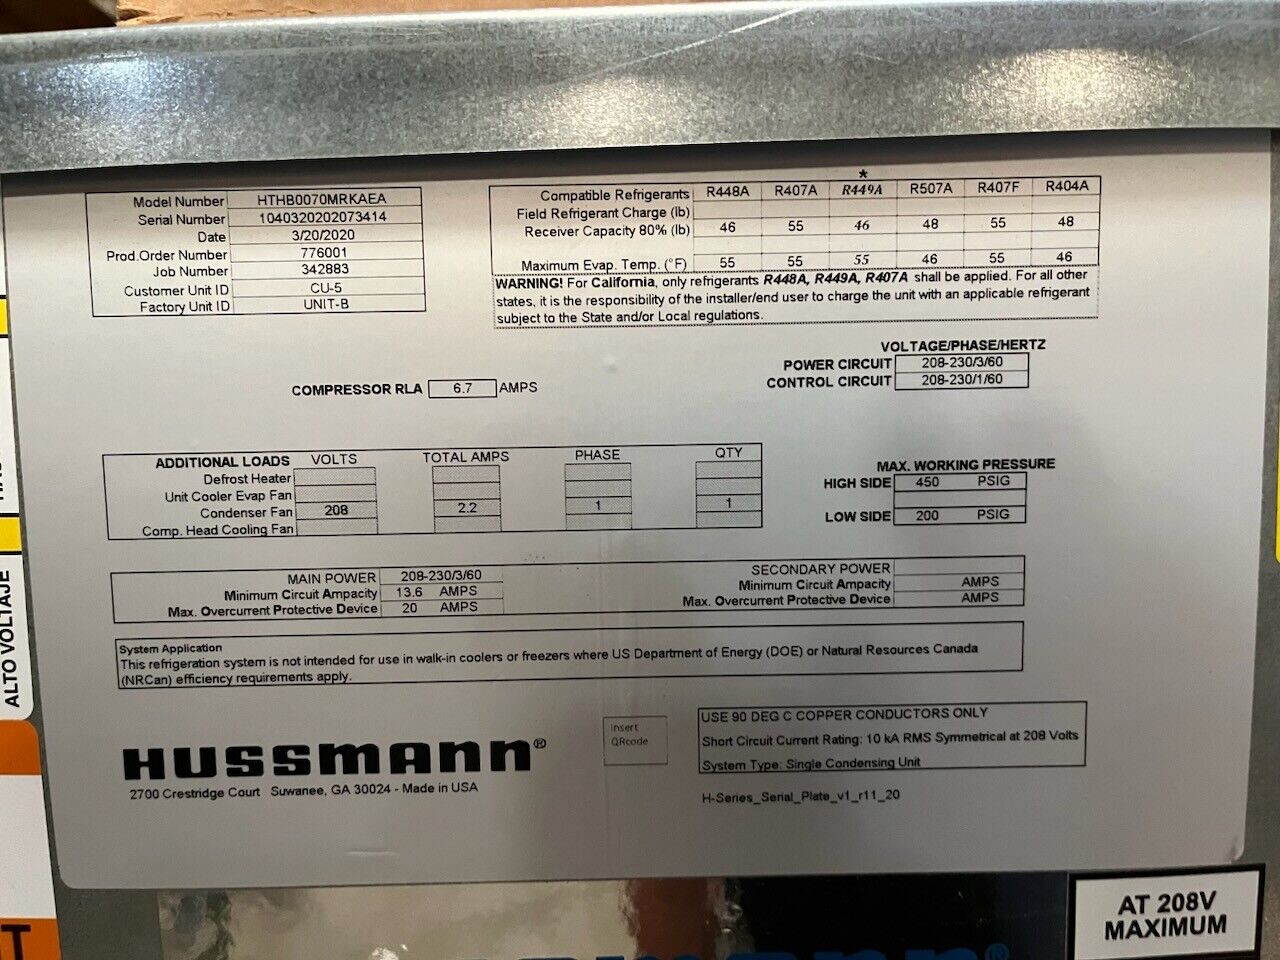 Model Number HTHB0070MRKAEA
Serial Number 1040320202073414
Date 3/20/2020
Prod.Order Number 776001
Job Number 342883
Customer Unit ID CU-5
Factory Unit ID UNIT-B
*
Compatible Refrigerants R448A R407A R449A R507A R407F R404A
Field Refrigerant Charge (lb)
Receiver Capacity 80% (lb) 46 55 46 48 55 48
Maximum Evap. Temp. (°F) 55 55 55 46 55 46
WARNING! For California, only refrigerants R448A, R449A, R407A shall be applied. For all other
states, it is the responsibility of the installer/end user to charge the unit with an applicable refrigerant
subject to the State and/or Local regulations.
VOLTAGE/PHASE/HERTZ
POWER CIRCUIT 208-230/3/60
CONTROL CIRCUIT 208-230/1/60
COMPRESSOR RLA 6.7 AMPS
ADDITIONAL LOADS VOLTS TOTAL AMPS PHASE QTY
Defrost Heater
Unit Cooler Evap Fan
Condenser Fan 208 2.2 1 1
Comp. Head Cooling Fan
MAX. WORKING PRESSURE
HIGH SIDE 450 PSIG
LOW SIDE 200 PSIG
MAIN POWER 208-230/3/60
Minimum Circuit Ampacity 13.6 AMPS
Max. Overcurrent Protective Device 20 AMPS
SECONDARY POWER
Minimum Circuit Ampacity AMPS
Max. Overcurrent Protective Device AMPS
System Application
This refrigeration system is not intended for use in walk-in coolers or freezers where US Department of Energy (DOE) or Natural Resources Canada
(NRCan) efficiency requirements apply.
HUSSMANN®
2700 Crestridge Court Suwanee, GA 30024 - Made in USA
Insert
QRcode
USE 90 DEG C COPPER CONDUCTORS ONLY
Short Circuit Current Rating: 10 kA RMS Symmetrical at 208 Volts
System Type: Single Condensing Unit
H-Series_Serial_Plate_v1_r11_20
ALTO VOLTAJE
AT 208V
MAXIMUM